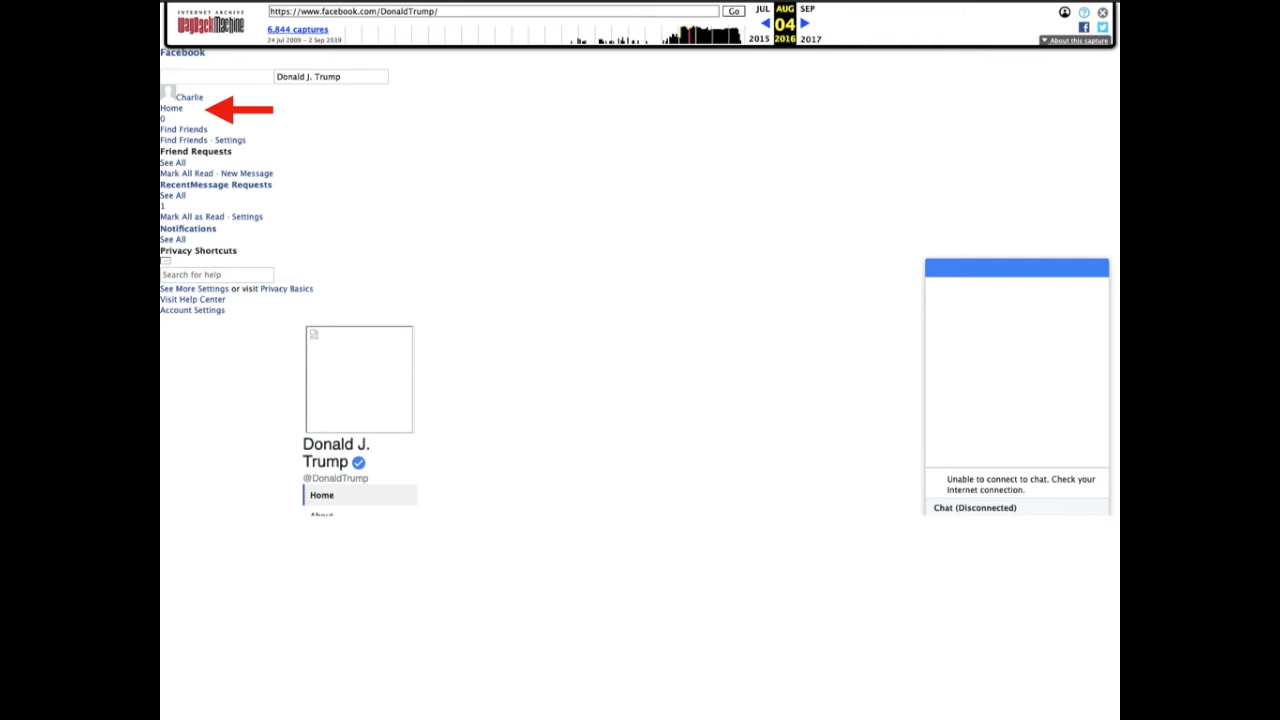 INTERNET ARCHIVE
WayBackMachine
https://www.facebook.com/DonaldTrump/
Go
6,844 captures
24 Jul 2009 - 2 Sep 2019
JUL AUG SEP
04
2015 2016 2017
About this capture
Facebook
Donald J. Trump
Charlie
Home
0
Find Friends
Find Friends · Settings
Friend Requests
See All
Mark All Read · New Message
RecentMessage Requests
See All
1
Mark All as Read · Settings
Notifications
See All
Privacy Shortcuts
Search for help
See More Settings or visit Privacy Basics
Visit Help Center
Account Settings
Donald J.
Trump
@DonaldTrump
Home
About
Unable to connect to chat. Check your
Internet connection.
Chat (Disconnected)